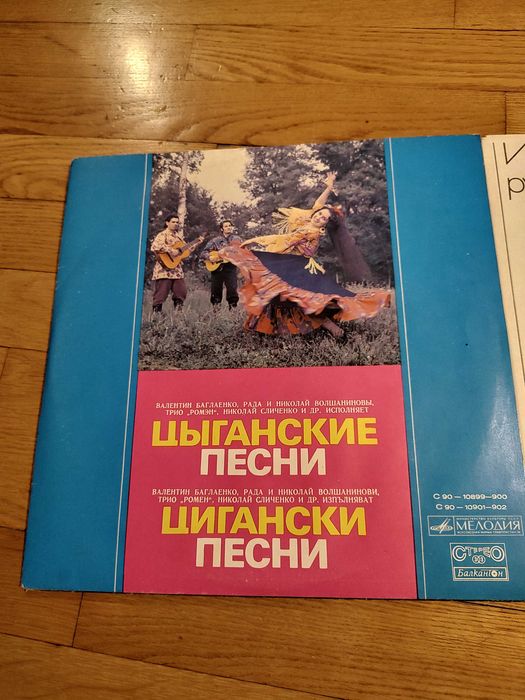 ВАЛЕНТИН БАГЛАЕНКО, РАДА И НИКОЛАЙ ВОЛШАНИНОВЫ,
ТРИО „РОМЭН“, НИКОЛАЙ СЛИЧЕНКО И ДР. ИСПОЛНЯЕТ
ЦЫГАНСКИЕ
ПЕСНИ
ВАЛЕНТИН БАГЛАЕНКО, РАДА И НИКОЛАЙ ВОЛШАНИНОВИ,
ТРИО „РОМЕН“, НИКОЛАЙ СЛИЧЕНКО И ДР. ИЗПЪЛНЯВАТ
ЦИГАНСКИ
ПЕСНИ
С 90 — 10899—900
С 90 — 10901—902
МЕЛОДИЯ
СТЕРЕО
33
Балкантон